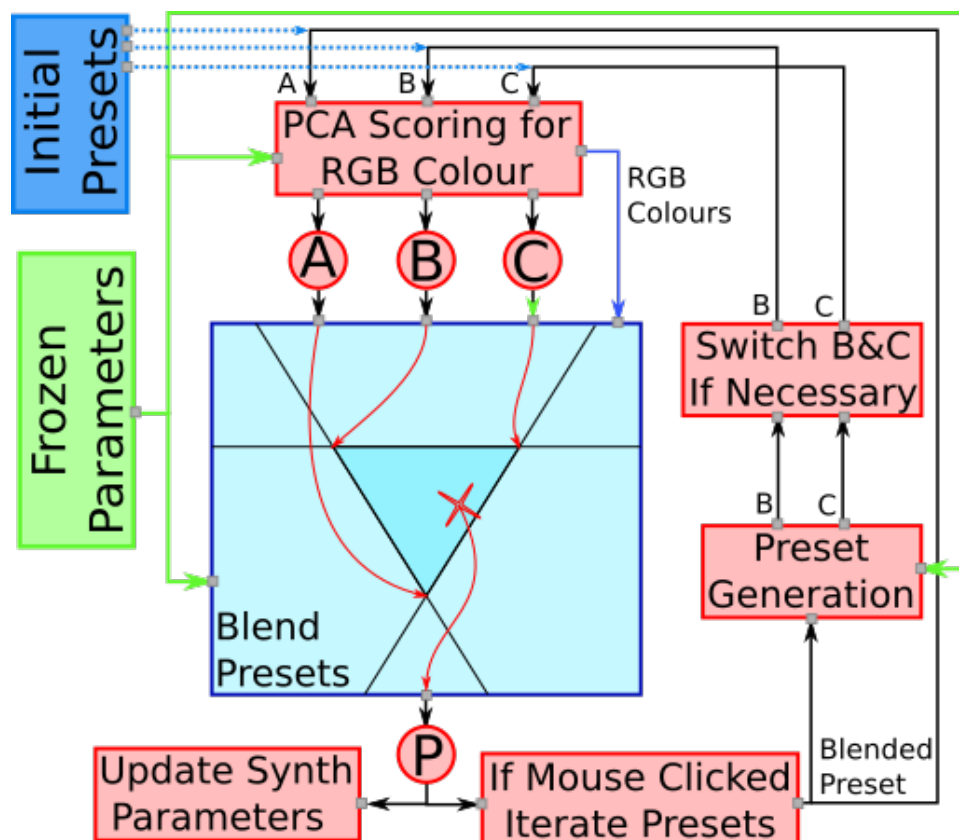 Initial
Presets
A
B
C
PCA Scoring for
RGB Colour
RGB
Colours
A
B
C
Frozen
Parameters
B
C
Switch B&C
If Necessary
B
C
Preset
Generation
Blend
Presets
P
Update Synth
Parameters
If Mouse Clicked
Iterate Presets
Blended
Preset